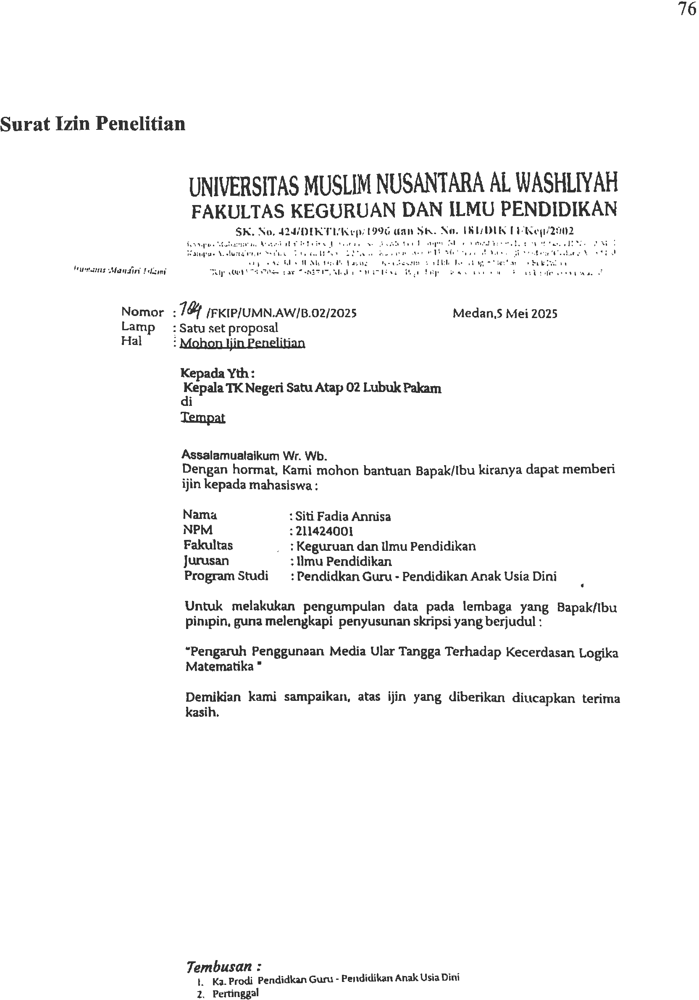 76
Surat Izin Penelitian
UNIVERSITAS MUSLIM NUSANTARA AL WASHLIYAH
FAKULTAS KEGURUAN DAN ILMU PENDIDIKAN
SK. No. 424/DIKTI/Kep/1996 dan SK. No. 181/DIKTI/Kep/2002
Mandiri Islami
Nomor : /FKIP/UMN.AW/B.02/2025 Medan,5 Mei 2025
Lamp : Satu set proposal
Hal : Mohon Ijin Penelitian
Kepada Yth :
Kepala TK Negeri Satu Atap 02 Lubuk Pakam
di
Tempat
Assalamualaikum Wr. Wb.
Dengan hormat, Kami mohon bantuan Bapak/Ibu kiranya dapat memberi
ijin kepada mahasiswa :
Nama : Siti Fadia Annisa
NPM : 211424001
Fakultas : Keguruan dan Ilmu Pendidikan
Jurusan : Ilmu Pendidikan
Program Studi : Pendidkan Guru - Pendidikan Anak Usia Dini
Untuk melakukan pengumpulan data pada lembaga yang Bapak/Ibu
pimpin, guna melengkapi penyusunan skripsi yang berjudul :
"Pengaruh Penggunaan Media Ular Tangga Terhadap Kecerdasan Logika
Matematika "
Demikian kami sampaikan, atas ijin yang diberikan diucapkan terima
kasih.
Tembusan :
1. Ka. Prodi Pendidkan Guru - Pendidikan Anak Usia Dini
2. Pertinggal